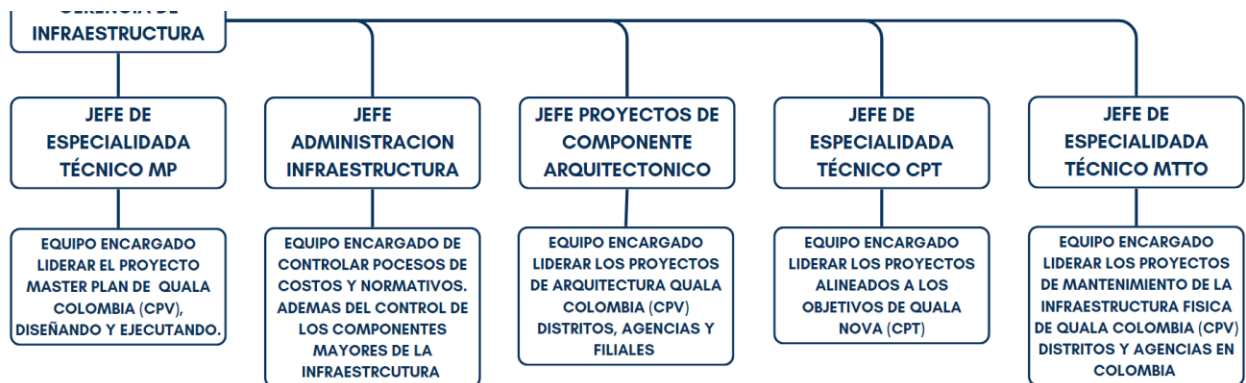 GERENCIA DE
INFRAESTRUCTURA
JEFE DE
ESPECIALIDADA
TÉCNICO MP
JEFE
ADMINISTRACION
INFRAESTRUCTURA
JEFE PROYECTOS DE
COMPONENTE
ARQUITECTONICO
JEFE DE
ESPECIALIDADA
TÉCNICO CPT
JEFE DE
ESPECIALIDADA
TÉCNICO MTTO
EQUIPO ENCARGADO
LIDERAR EL PROYECTO
MASTER PLAN DE QUALA
COLOMBIA (CPV),
DISEÑANDO Y EJECUTANDO.
EQUIPO ENCARGADO DE
CONTROLAR POCESOS DE
COSTOS Y NORMATIVOS.
ADEMAS DEL CONTROL DE
LOS COMPONENTES
MAYORES DE LA
INFRAESTRCUTURA
EQUIPO ENCARGADO
LIDERAR LOS PROYECTOS
DE ARQUITECTURA QUALA
COLOMBIA (CPV)
DISTRITOS, AGENCIAS Y
FILIALES
EQUIPO ENCARGADO
LIDERAR LOS PROYECTOS
ALINEADOS A LOS
OBJETIVOS DE QUALA
NOVA (CPT)
EQUIPO ENCARGADO
LIDERAR LOS PROYECTOS
DE MANTENIMIENTO DE LA
INFRAESTRUCTURA FISICA
DE QUALA COLOMBIA (CPV)
DISTRITOS Y AGENCIAS EN
COLOMBIA